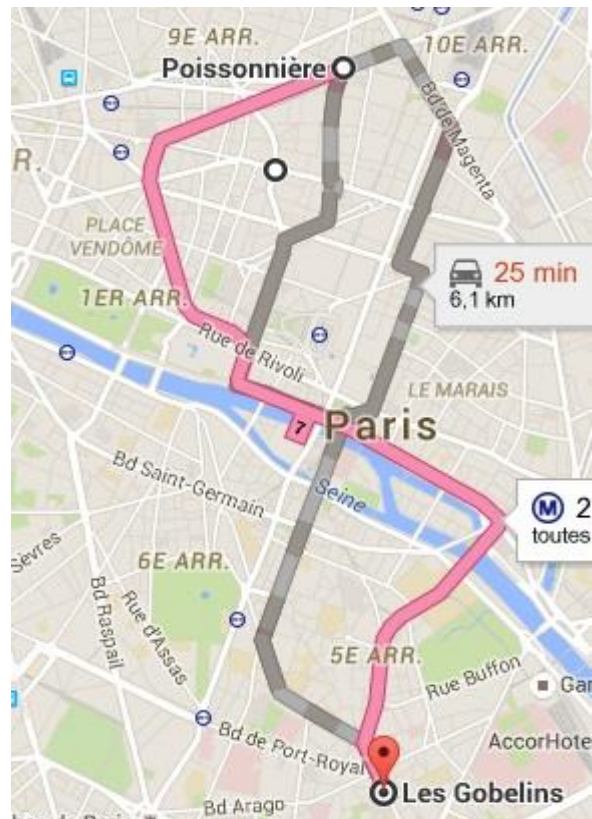 9E ARR.
10E ARR.
Poissonnière
Bd de Magenta
R.
PLACE
VENDÔME
25 min
6,1 km
1ER ARR.
Rue de Rivoli
LE MARAIS
7
Paris
Bd Saint-Germain
Seine
M 2
toutes
Sèvres
6E ARR.
Bd Raspail
Rue d'Assas
5E ARR.
Rue Buffon
Gar
Bd de Port-Royal
AccorHote
Les Gobelins
Bd Arago